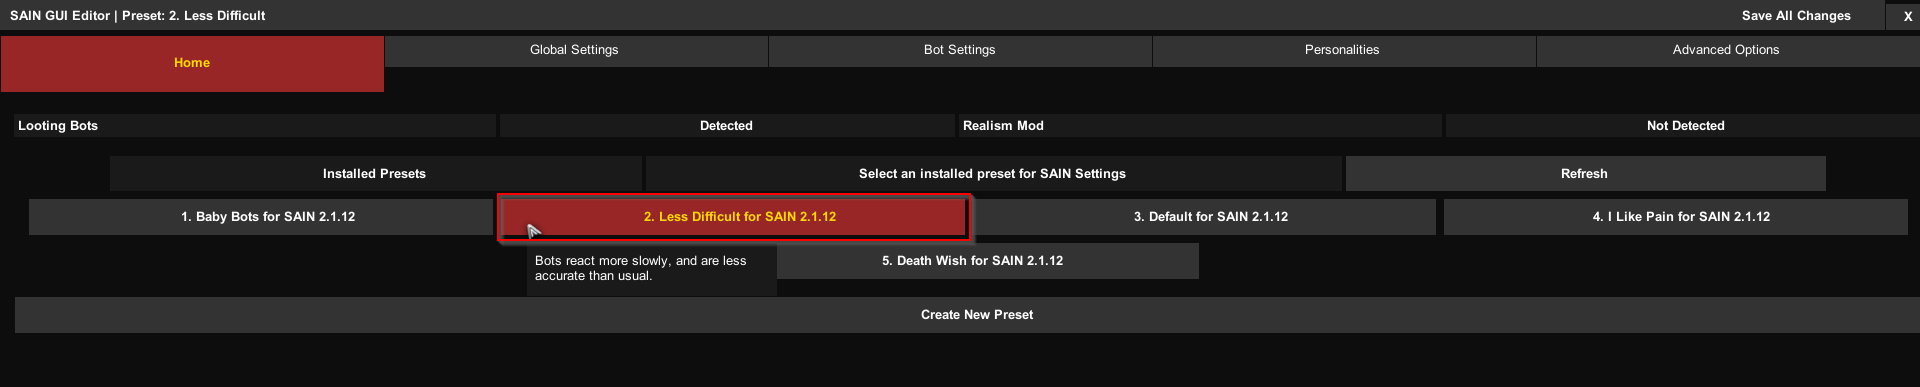 SAIN GUI Editor | Preset: 2. Less Difficult
Save All Changes
X
Home
Global Settings
Bot Settings
Personalities
Advanced Options
Looting Bots
Detected
Realism Mod
Not Detected
Installed Presets
Select an installed preset for SAIN Settings
Refresh
1. Baby Bots for SAIN 2.1.12
2. Less Difficult for SAIN 2.1.12
3. Default for SAIN 2.1.12
4. I Like Pain for SAIN 2.1.12
Bots react more slowly, and are less
accurate than usual.
5. Death Wish for SAIN 2.1.12
Create New Preset